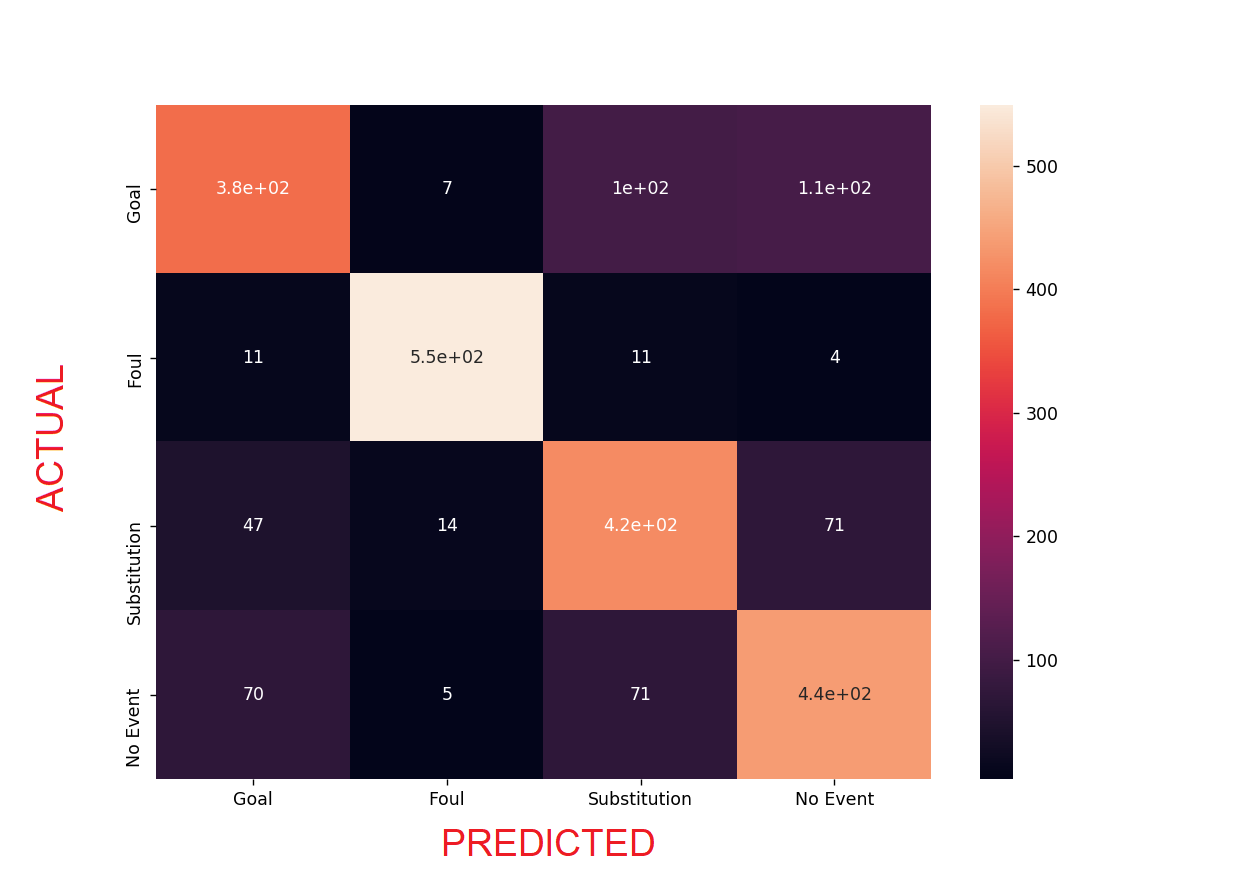 Goal 3.8e+02 7 1e+02 1.1e+02
Foul 11 5.5e+02 11 4
Substitution 47 14 4.2e+02 71
No Event 70 5 71 4.4e+02
Goal Foul Substitution No Event
ACTUAL
PREDICTED
500
400
300
200
100